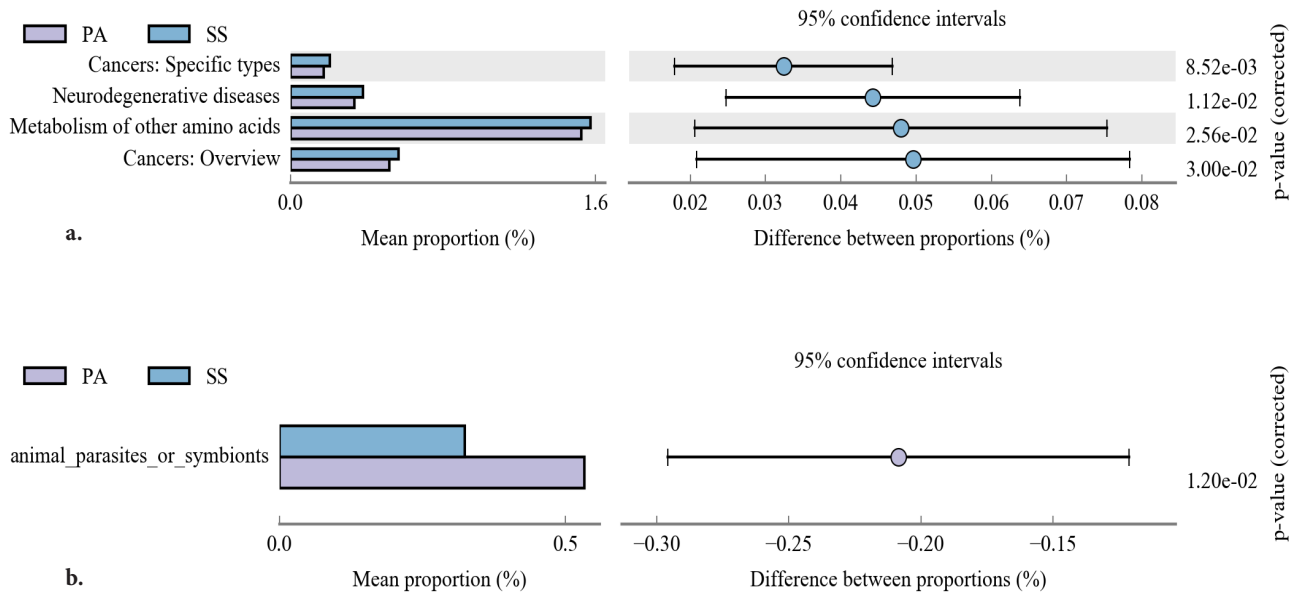 95% confidence intervals
PA SS
Cancers: Specific types 8.52e-03
Neurodegenerative diseases 1.12e-02
Metabolism of other amino acids 2.56e-02
Cancers: Overview 3.00e-02
p-value (corrected)
0.0 1.6 0.02 0.03 0.04 0.05 0.06 0.07 0.08
a. Mean proportion (%) Difference between proportions (%)
95% confidence intervals
PA SS
animal_parasites_or_symbionts 1.20e-02
p-value (corrected)
0.0 0.5 −0.30 −0.25 −0.20 −0.15
b. Mean proportion (%) Difference between proportions (%)